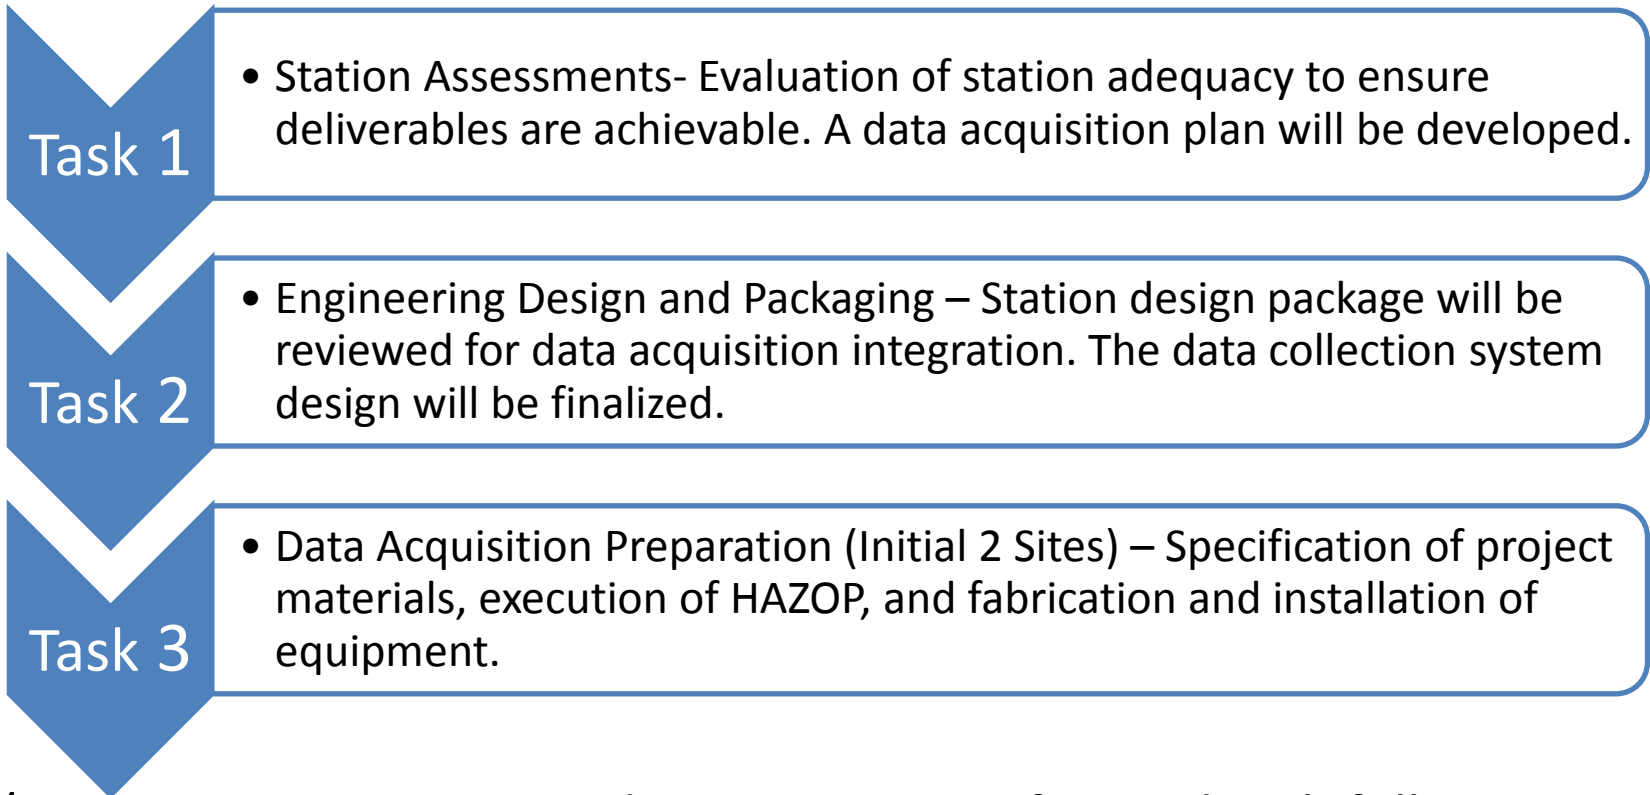 Task 1
• Station Assessments- Evaluation of station adequacy to ensure
deliverables are achievable. A data acquisition plan will be developed.
Task 2
• Engineering Design and Packaging – Station design package will be
reviewed for data acquisition integration. The data collection system
design will be finalized.
Task 3
• Data Acquisition Preparation (Initial 2 Sites) – Specification of project
materials, execution of HAZOP, and fabrication and installation of
equipment.